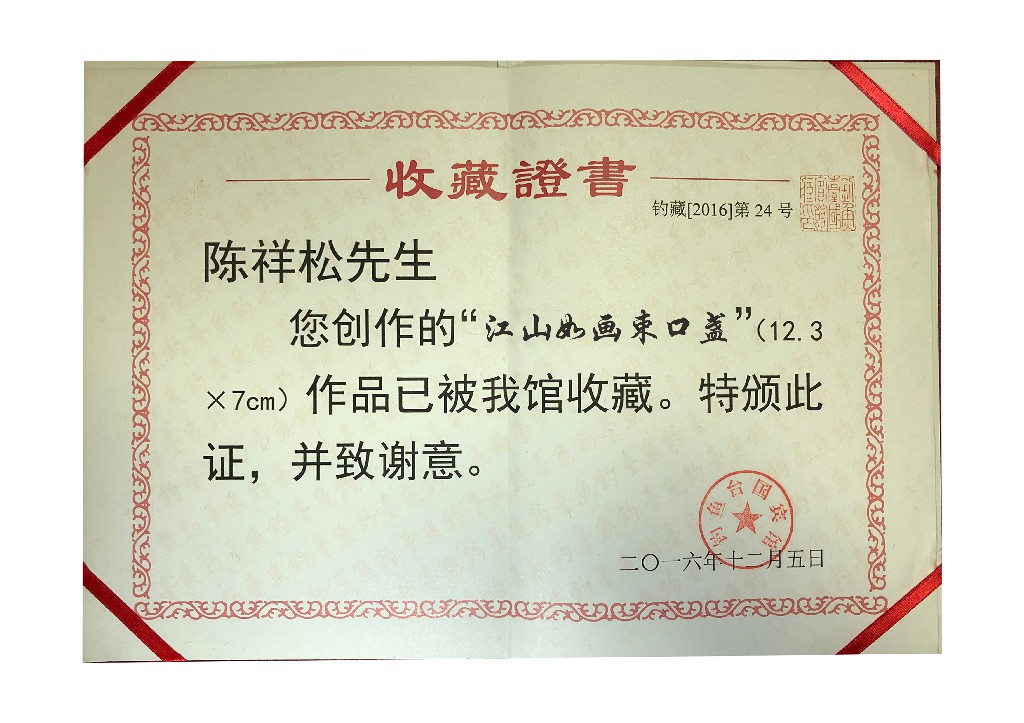 收藏證書
钓藏[2016]第 24 号
陈祥松先生
您创作的“江山如画束口盏”（12.3
×7cm）作品已被我馆收藏。特颁此
证，并致谢意。
钓鱼台国宾馆
二〇一六年十二月五日